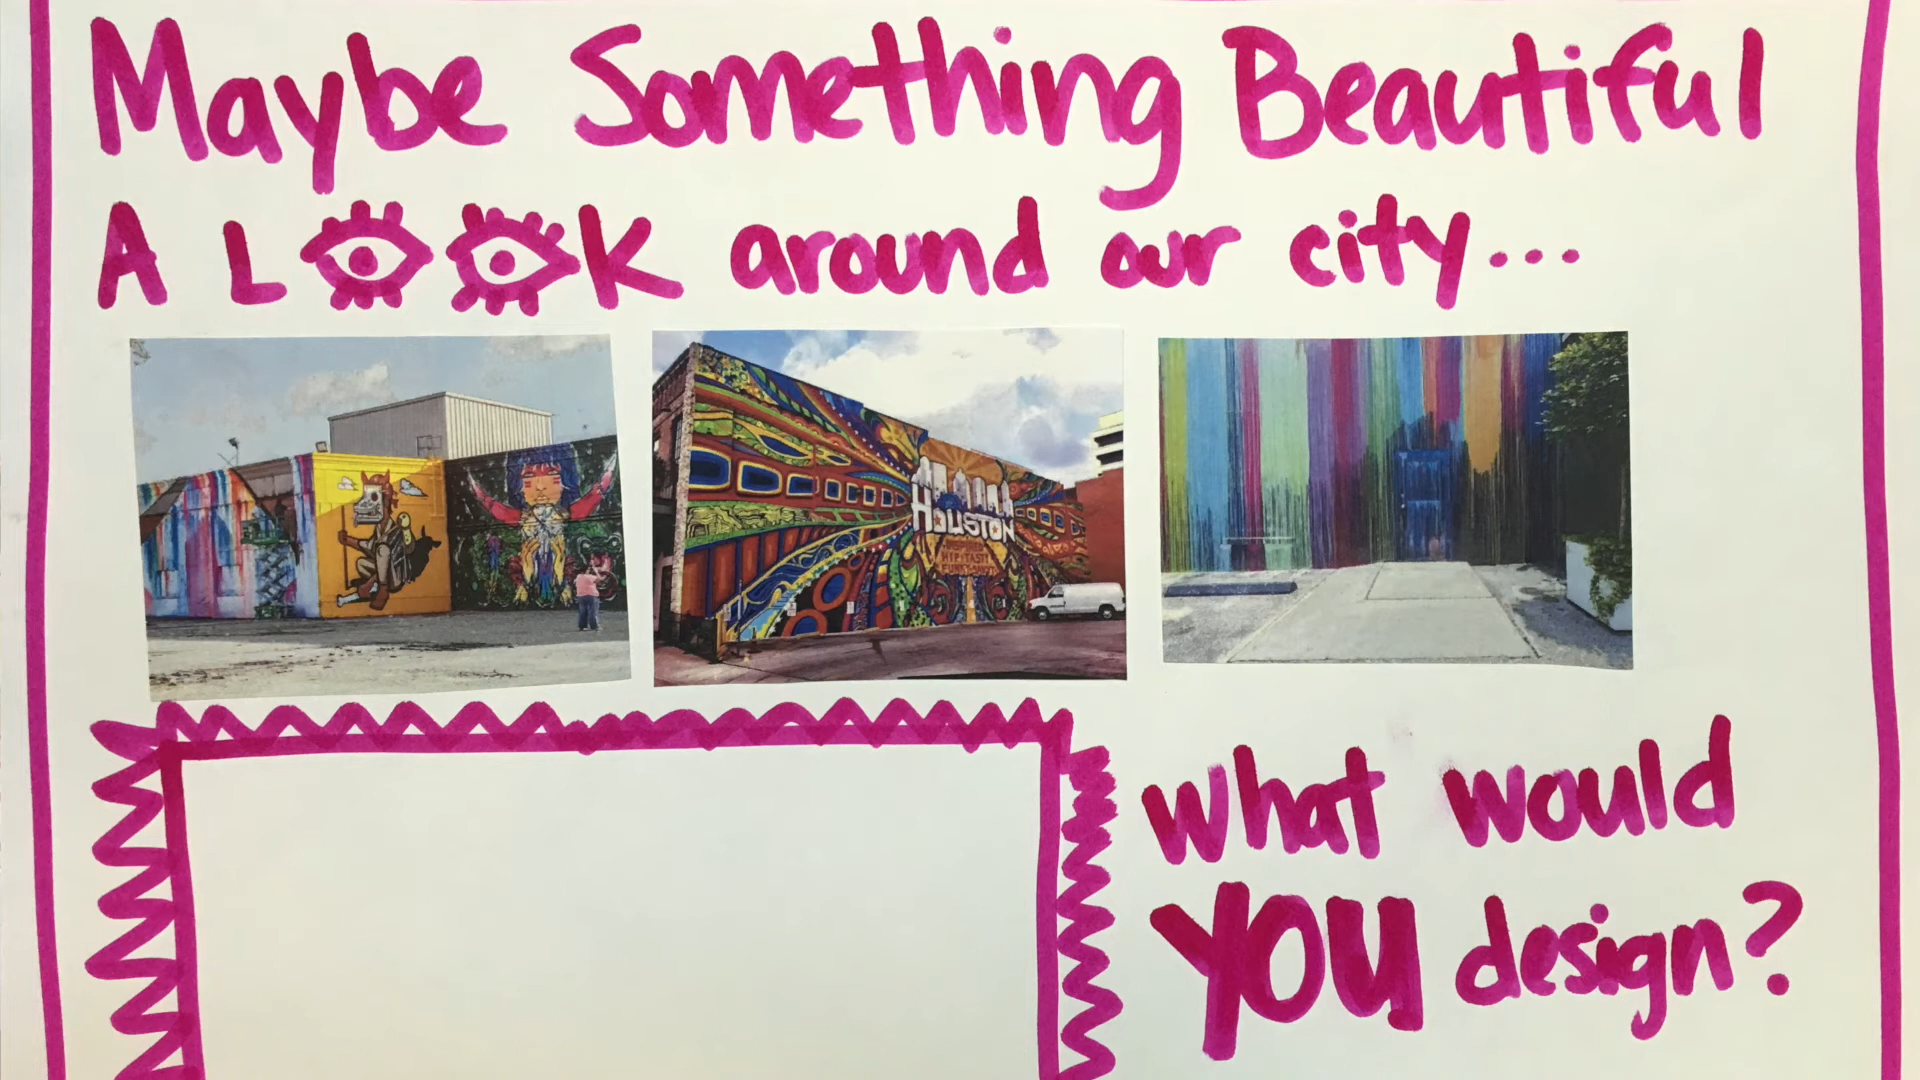 Maybe Something Beautiful
A LOOK around our city...
HOUSTON
What would
YOU design?